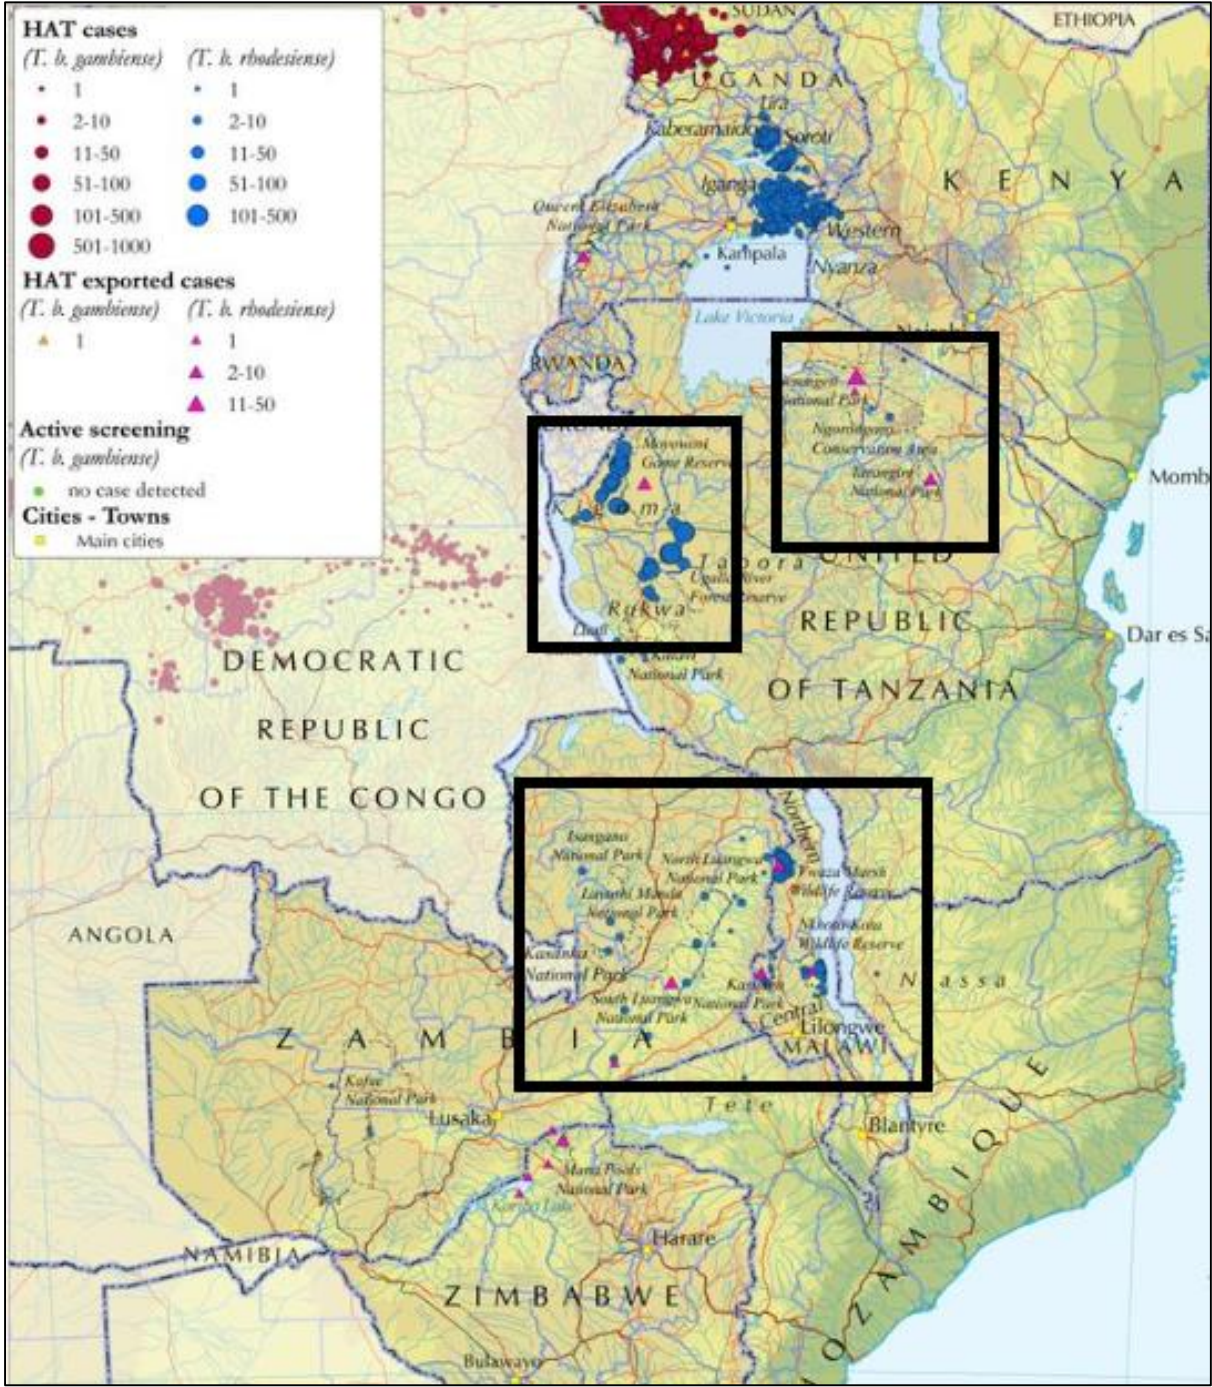 HAT cases
(T. b. gambiense) (T. b. rhodesiense)
1 1
2-10 2-10
11-50 11-50
51-100 51-100
101-500 101-500
501-1000
HAT exported cases
(T. b. gambiense) (T. b. rhodesiense)
1 1
2-10
11-50
Active screening
(T. b. gambiense)
no case detected
Cities - Towns
Main cities
SUDAN
ETHIOPIA
UGANDA
Lira
Kaberamaido
Soroti
KENYA
Iganga
Queen Elizabeth
National Park
Western
Kampala
Nyanza
Lake Victoria
RWANDA
National Park
Ngorongoro
Conservation Area
Tarangire
National Park
Moyowosi
Game Reserve
Momb
Kigoma
UNITED
Tabora
Ugalla River
Forest Reserve
Rukwa
REPUBLIC
Dar es Sa
DEMOCRATIC
National Park
OF TANZANIA
REPUBLIC
OF THE CONGO
Northern
Isangano
National Park
North Luangwa
National Park
Vwaza Marsh
Wildlife Reserve
Lavushi Manda
National Park
ANGOLA
Nkhota-Kota
Wildlife Reserve
Kasanka
National Park
Niassa
Kasungu
National Park
South Luangwa
National Park
Central
Lilongwe
ZAMBIA
MALAWI
Kafue
National Park
Tete
Lusaka
Blantyre
Mana Pools
National Park
Kariba Lake
MOZAMBIQUE
Harare
NAMIBIA
ZIMBABWE
Bulawayo